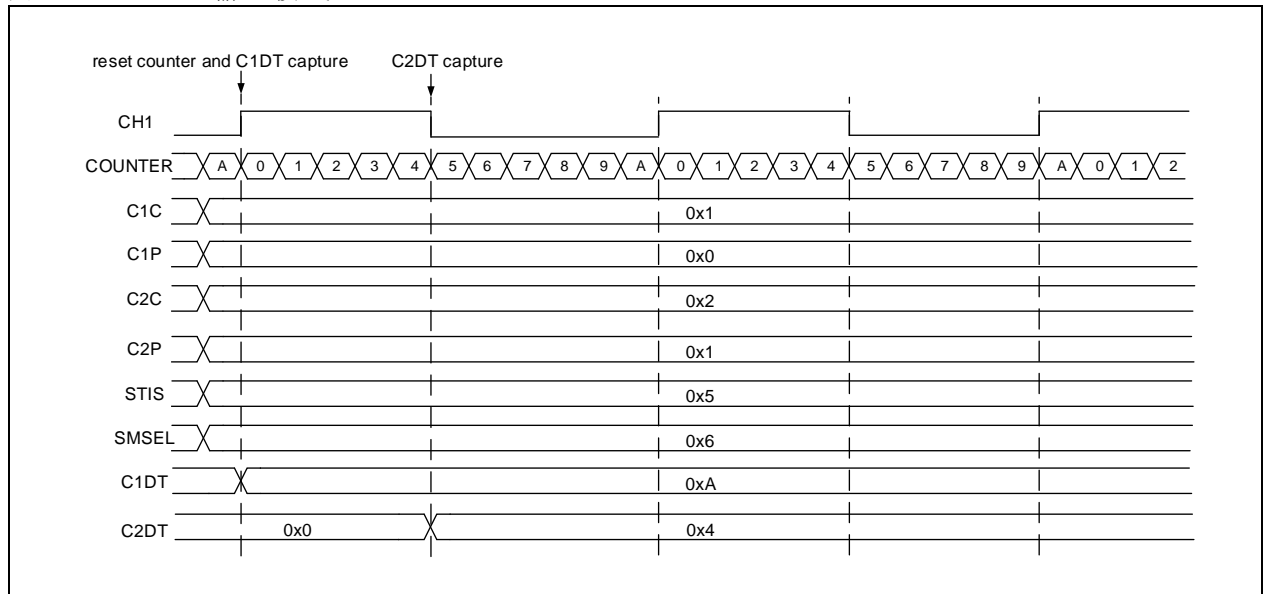 reset counter and C1DT capture C2DT capture
CH1
COUNTER A 0 1 2 3 4 5 6 7 8 9 A 0 1 2 3 4 5 6 7 8 9 A 0 1 2
C1C 0x1
C1P 0x0
C2C 0x2
C2P 0x1
STIS 0x5
SMSEL 0x6
C1DT 0xA
C2DT 0x0 0x4